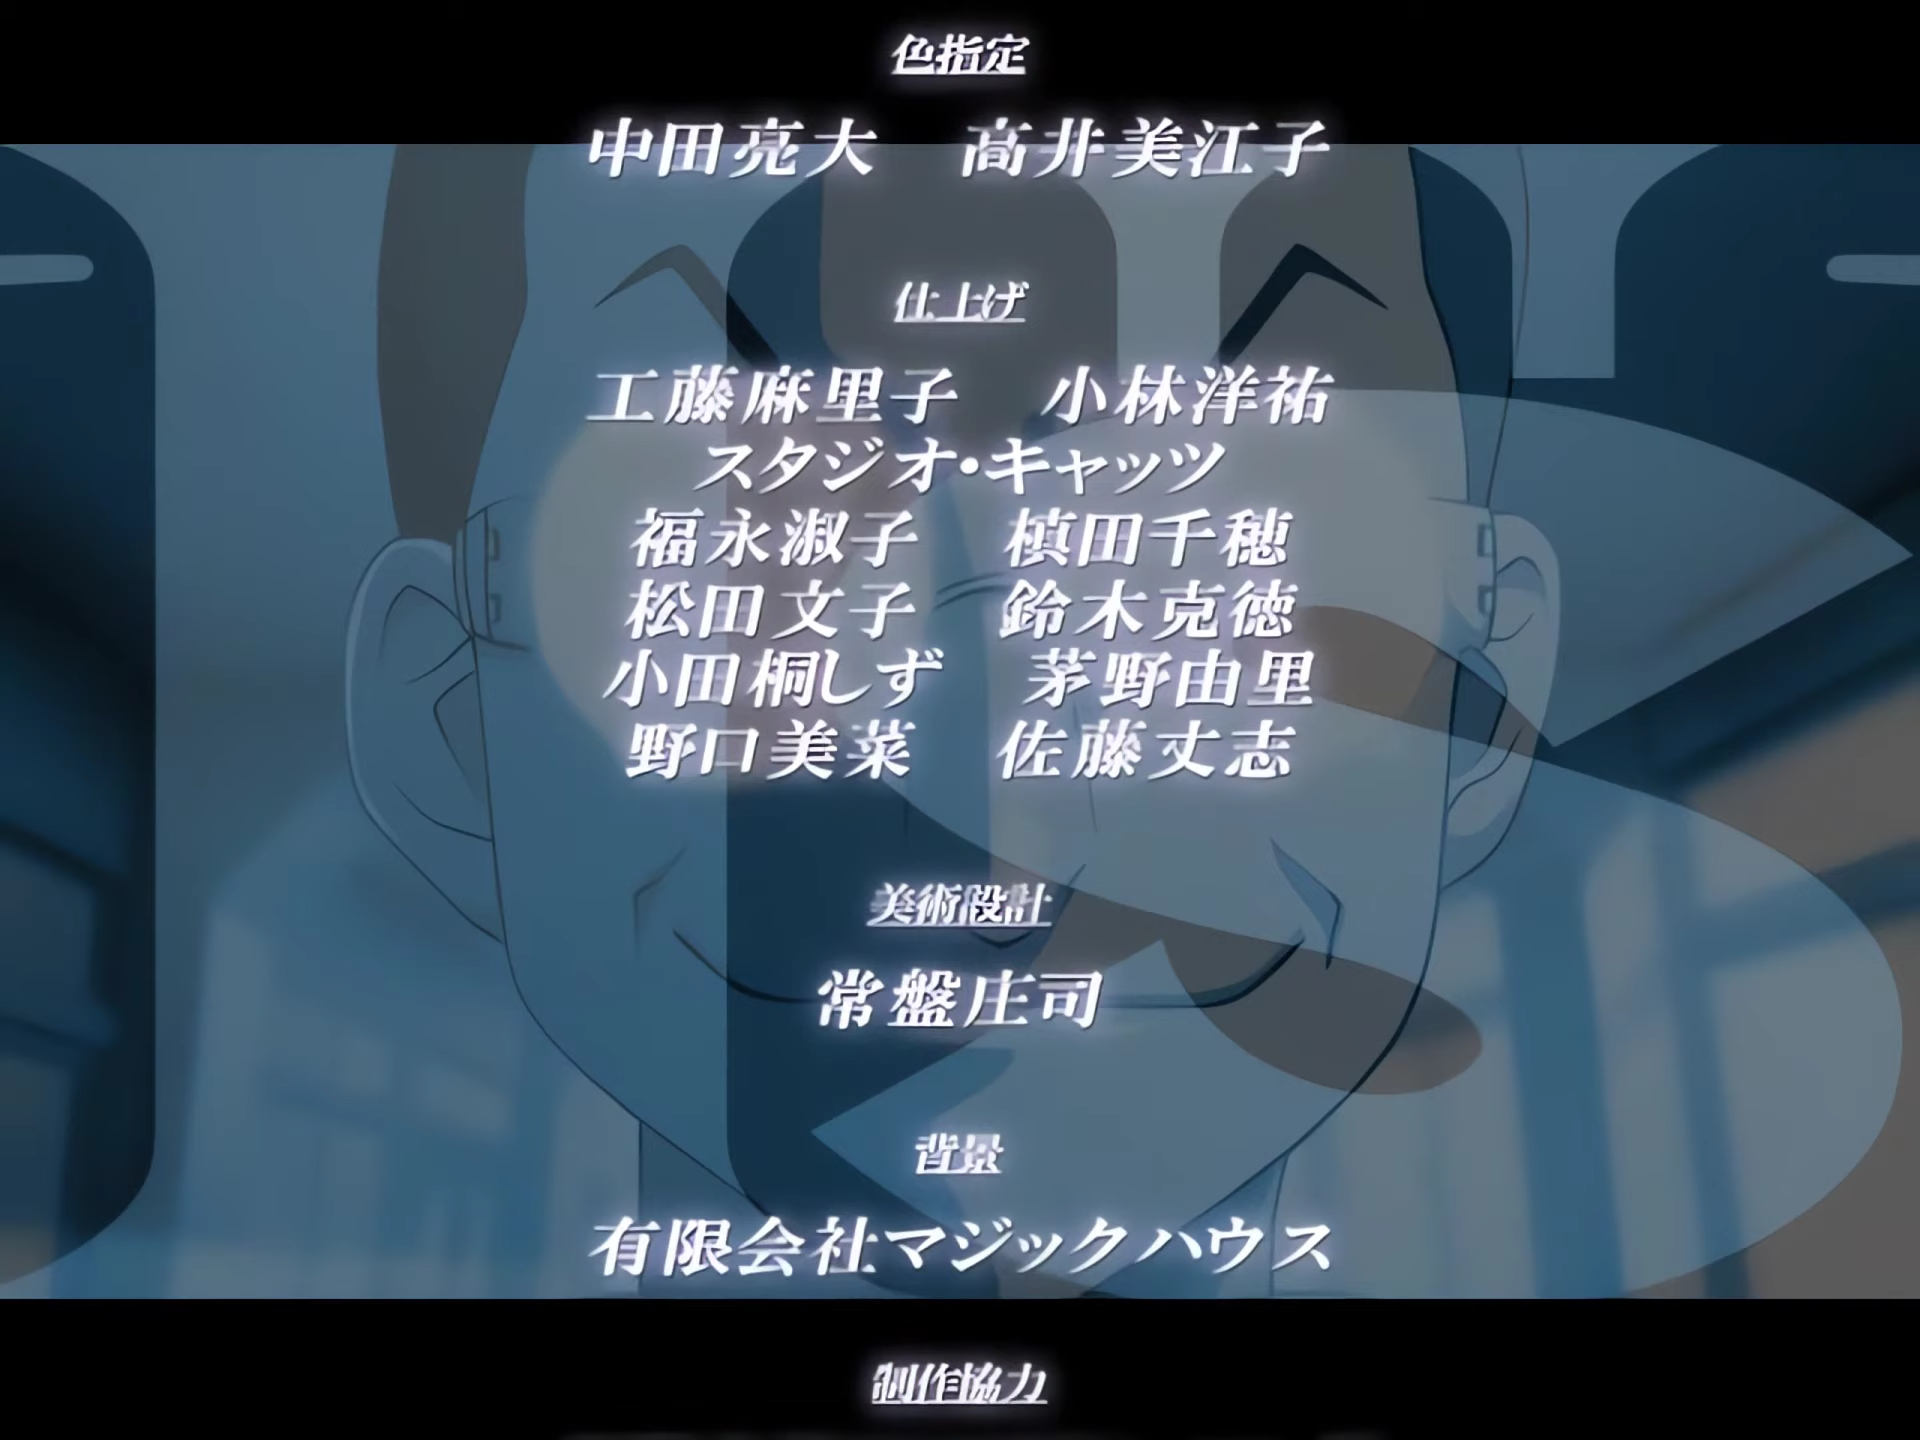 色指定
中田亮大　高井美江子
仕上げ
工藤麻里子　小林洋祐
スタジオ・キャッツ
福永淑子　槙田千穂
松田文子　鈴木克徳
小田桐しず　茅野由里
野口美菜　佐藤丈志
美術設計
常盤庄司
背景
有限会社マジックハウス
制作協力